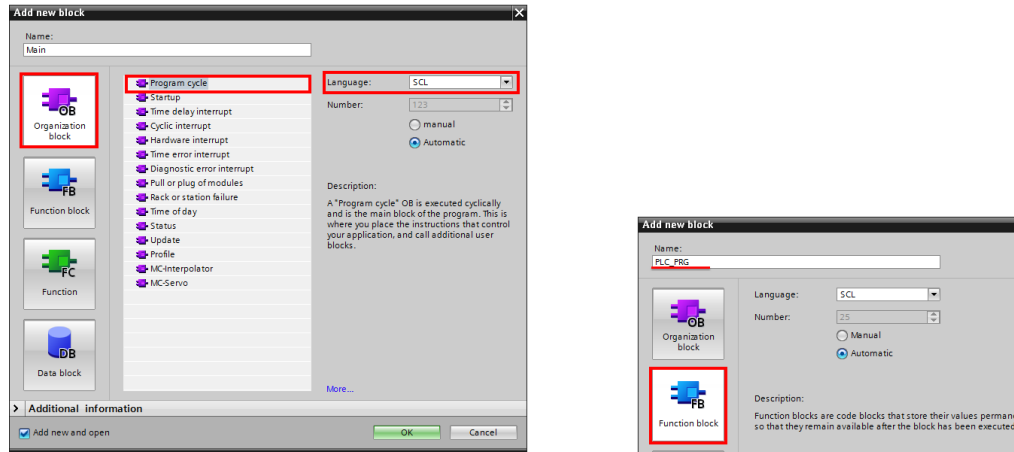 Add new block
Name:
Main
OB
Organization
block
FB
Function block
FC
Function
DB
Data block
Program cycle
Startup
Time delay interrupt
Cyclic interrupt
Hardware interrupt
Time error interrupt
Diagnostic error interrupt
Pull or plug of modules
Rack or station failure
Time of day
Status
Update
Profile
MC-Interpolator
MC-Servo
Language:
SCL
Number:
123
manual
Automatic
Description:
A "Program cycle" OB is executed cyclically
and is the main block of the program. This is
where you place the instructions that control
your application, and call additional user
blocks.
More...
Additional information
Add new and open
OK
Cancel
Add new block
Name:
PLC_PRG
OB
Organization
block
FB
Function block
Language:
SCL
Number:
25
Manual
Automatic
Description:
Function blocks are code blocks that store their values perman
so that they remain available after the block has been executed